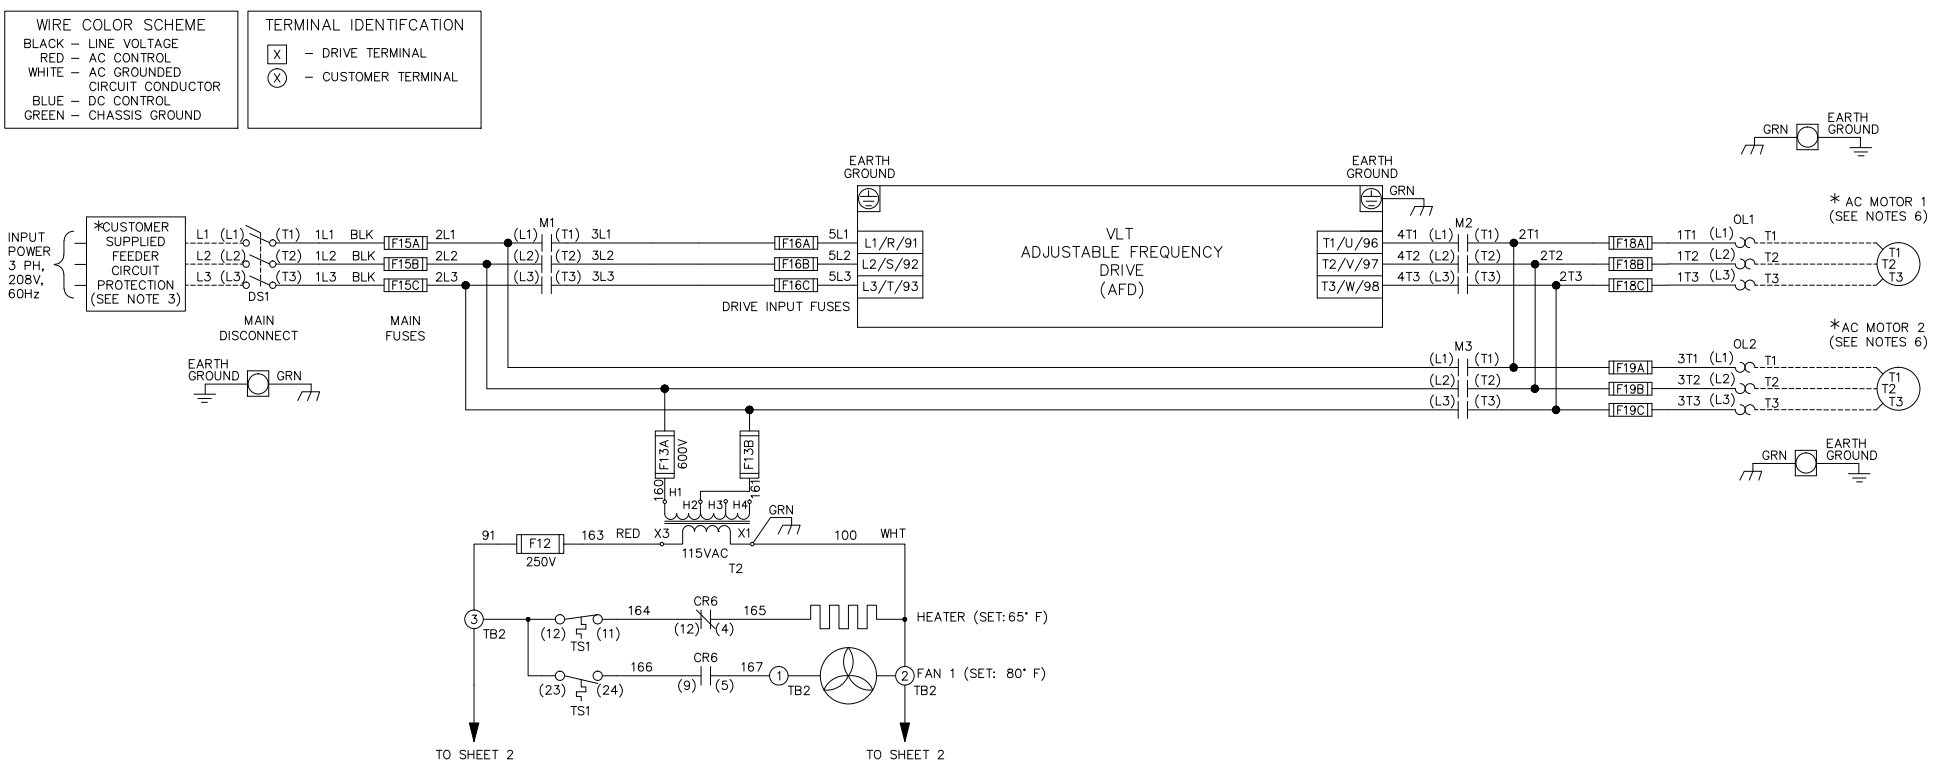 WIRE COLOR SCHEME
BLACK – LINE VOLTAGE
RED – AC CONTROL
WHITE – AC GROUNDED
CIRCUIT CONDUCTOR
BLUE – DC CONTROL
GREEN – CHASSIS GROUND
TERMINAL IDENTIFCATION
X – DRIVE TERMINAL
X – CUSTOMER TERMINAL
GRN
EARTH
GROUND
EARTH
GROUND
EARTH
GROUND
GRN
INPUT
POWER
3 PH,
208V,
60Hz
*CUSTOMER
SUPPLIED
FEEDER
CIRCUIT
PROTECTION
(SEE NOTE 3)
L1 (L1) (T1) 1L1 BLK F15A 2L1
L2 (L2) 1L2 BLK F15B 2L2
L3 (L3) (T3) 1L3 BLK F15C 2L3
DS1
MAIN
DISCONNECT
MAIN
FUSES
M1
(L1) (T1) 3L1 F16A 5L1
(L2) (T2) 3L2 F16B 5L2
(L3) (T3) 3L3 F16C 5L3
DRIVE INPUT FUSES
L1/R/91
L2/S/92
L3/T/93
VLT
ADJUSTABLE FREQUENCY
DRIVE
(AFD)
T1/U/96
T2/V/97
T3/W/98
M2
4T1 (L1) (T1) 2T1 F18A 1T1 (L1) T1
4T2 (L2) (T2) 2T2 F18B 1T2 (L2) T2
4T3 (L3) (T3) 2T3 F18C 1T3 (L3) T3
OL1
* AC MOTOR 1
(SEE NOTES 6)
T1
T2
T3
EARTH
GROUND
GRN
M3
(L1) (T1) F19A 3T1 (L1) T1
(L2) (T2) F19B 3T2 (L2) T2
(L3) (T3) F19C 3T3 (L3) T3
OL2
*AC MOTOR 2
(SEE NOTES 6)
T1
T2
T3
GRN
EARTH
GROUND
F13A
600V
F13B
160
161
H1
H2 H3 H4
GRN
91 F12 163 RED X3 X1 100 WHT
250V
115VAC
T2
3
TB2
(12) (11)
TS1
164
CR6
(12) (4)
165
HEATER (SET:65° F)
(23) (24)
TS1
166
CR6
(9) (5)
167
1
TB2
2
TB2
FAN 1 (SET: 80° F)
TO SHEET 2
TO SHEET 2